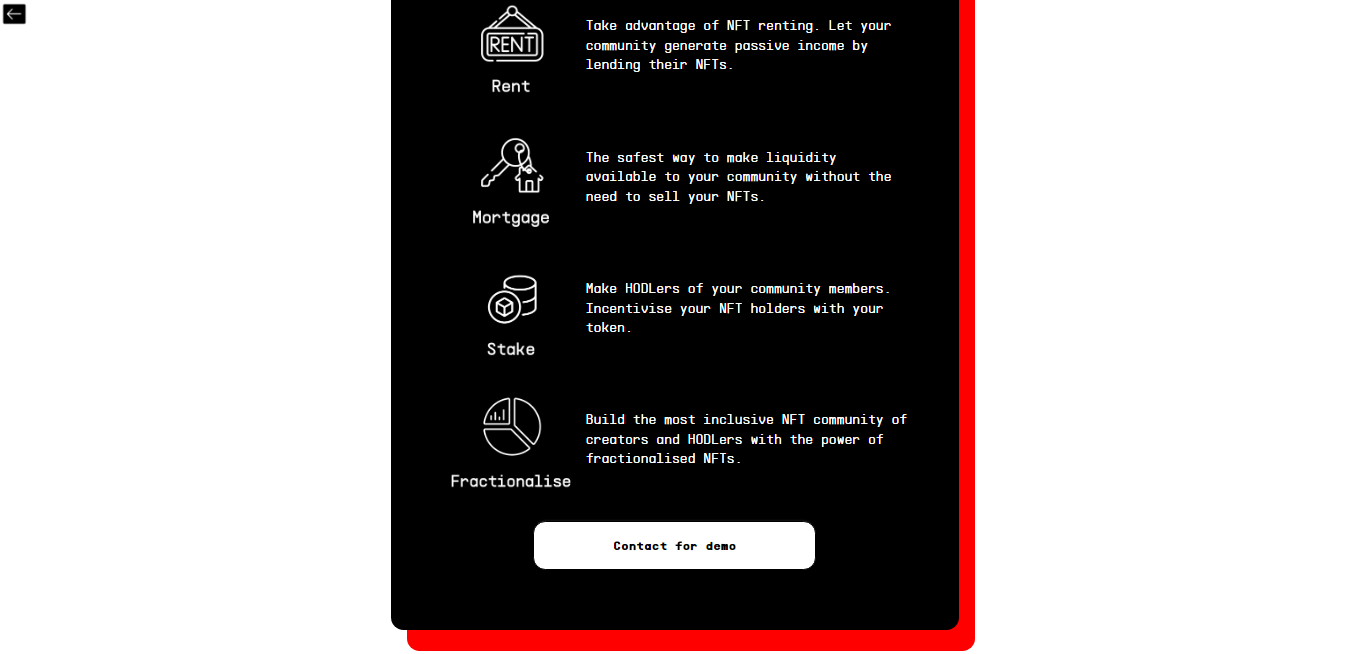 RENT
Take advantage of NFT renting. Let your
community generate passive income by
lending their NFTs.
Rent
The safest way to make liquidity
available to your community without the
need to sell your NFTs.
Mortgage
Make HODLers of your community members.
Incentivise your NFT holders with your
token.
Stake
Build the most inclusive NFT community of
creators and HODLers with the power of
fractionalised NFTs.
Fractionalise
Contact for demo